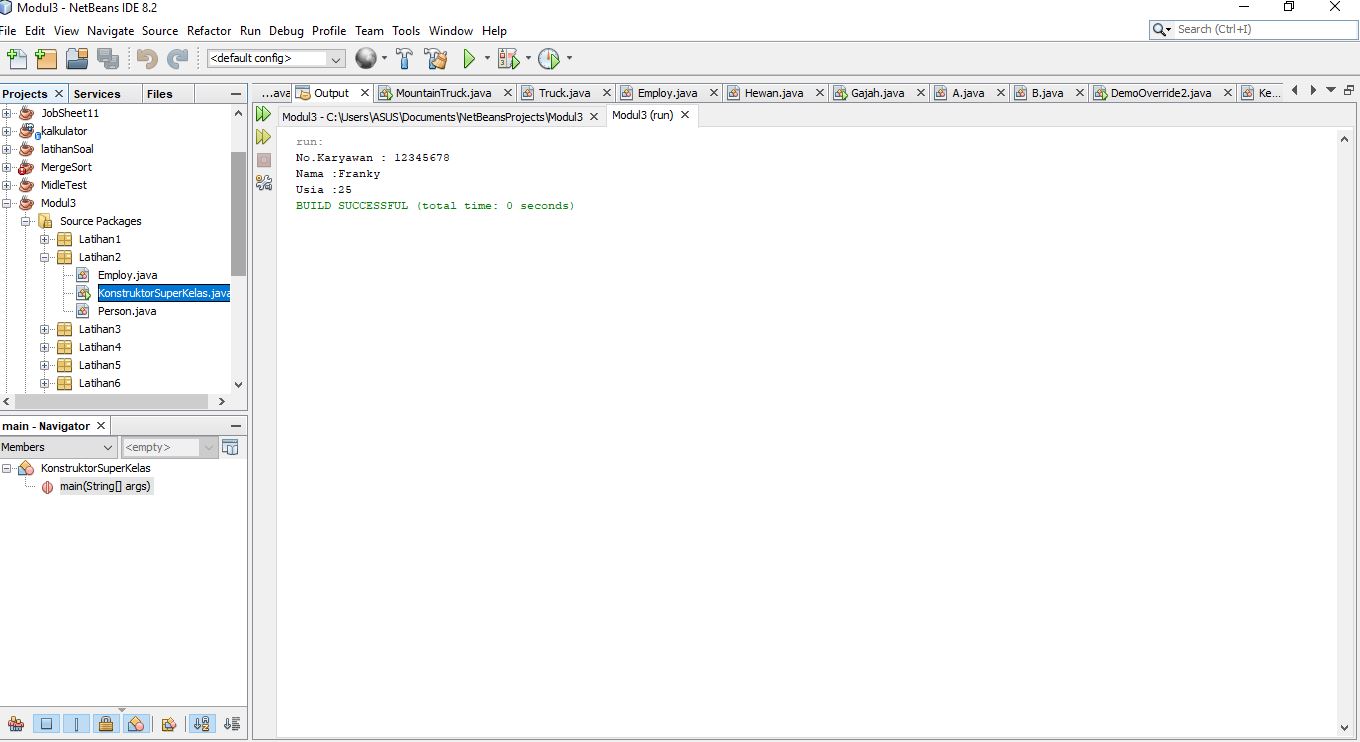 Modul3 - NetBeans IDE 8.2
File Edit View Navigate Source Refactor Run Debug Profile Team Tools Window Help
Search (Ctrl+I)
<default config>
Projects Services Files
JobSheet11
kalkulator
latihanSoal
MergeSort
MidleTest
Modul3
Source Packages
Latihan1
Latihan2
Employ.java
KonstruktorSuperKelas.java
Person.java
Latihan3
Latihan4
Latihan5
Latihan6
main - Navigator
Members <empty>
KonstruktorSuperKelas
main(String[] args)
...ava Output MountainTruck.java Truck.java Employ.java Hewan.java Gajah.java A.java B.java DemoOverride2.java Ke...
Modul3 - C:\Users\ASUS\Documents\NetBeansProjects\Modul3 Modul3 (run)
run:
No.Karyawan : 12345678
Nama :Franky
Usia :25
BUILD SUCCESSFUL (total time: 0 seconds)